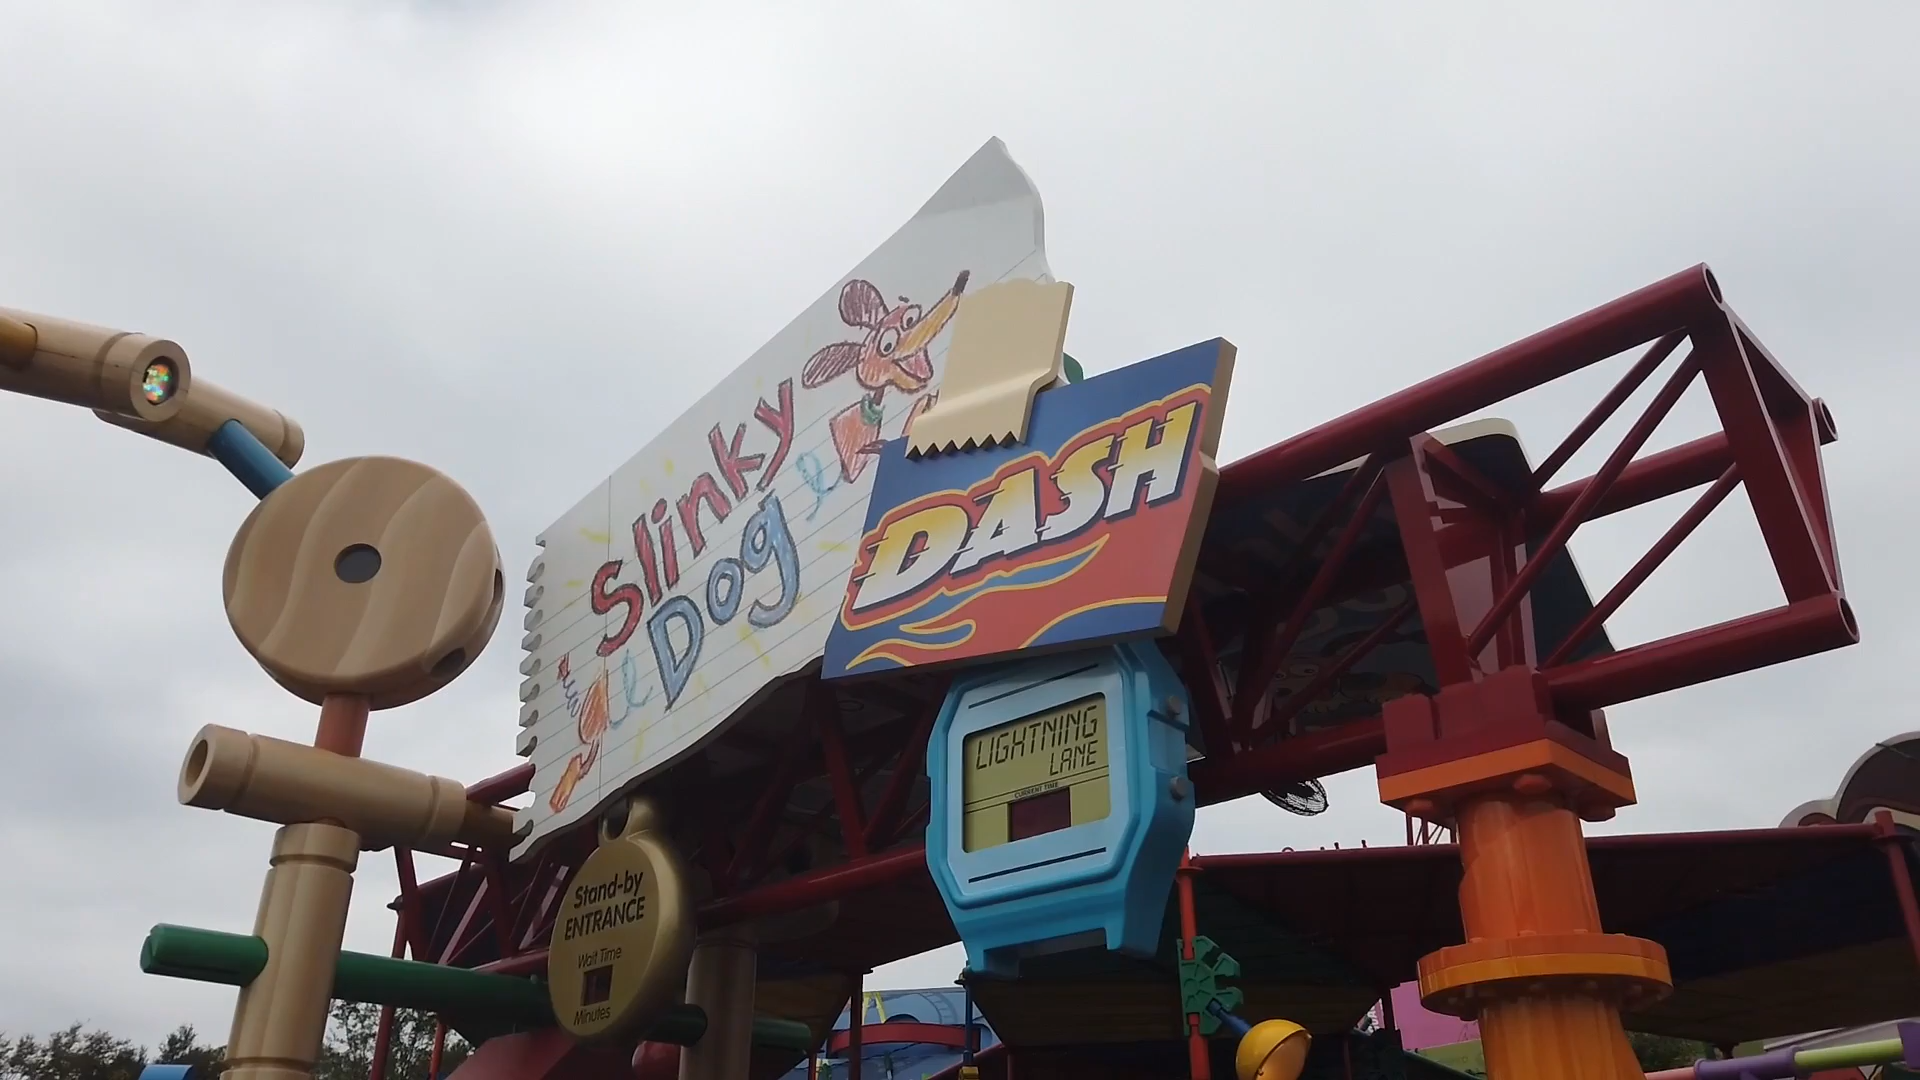 Slinky
Dog
DASH
LIGHTNING
LANE
CURRENT TIME
Stand-by
ENTRANCE
Wait Time
Minutes